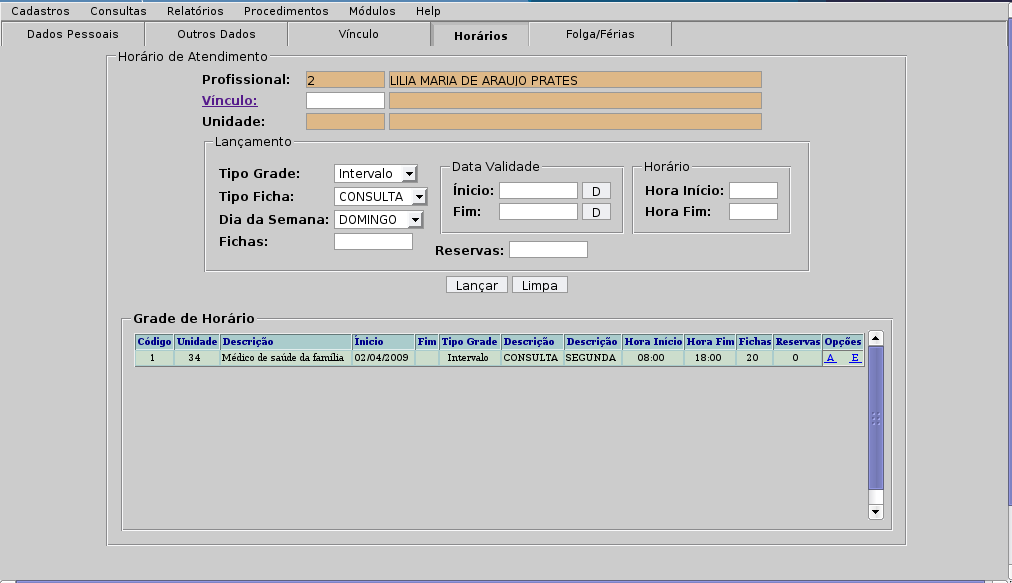 Cadastros Consultas Relatórios Procedimentos Módulos Help
Dados Pessoais Outros Dados Vínculo Horários Folga/Férias
Horário de Atendimento
Profissional: 2 LILIA MARIA DE ARAUJO PRATES
Vínculo:
Unidade:
Lançamento
Tipo Grade: Intervalo
Tipo Ficha: CONSULTA
Dia da Semana: DOMINGO
Fichas:
Data Validade
Ínicio: D
Fim: D
Reservas:
Horário
Hora Início:
Hora Fim:
Lançar Limpa
Grade de Horário
Código Unidade Descrição Ínicio Fim Tipo Grade Descrição Descrição Hora Início Hora Fim Fichas Reservas Opções
1 34 Médico de saúde da família 02/04/2009 Intervalo CONSULTA SEGUNDA 08:00 18:00 20 0 A E